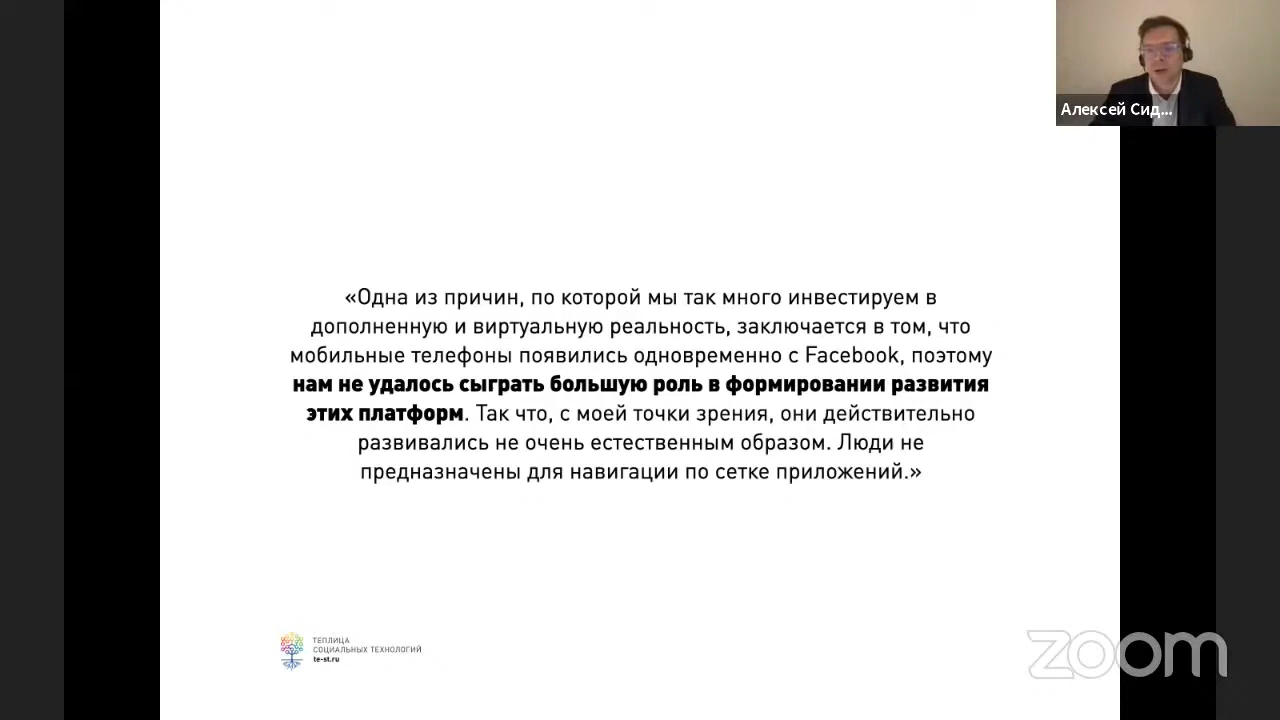 Алексей Сид...
«Одна из причин, по которой мы так много инвестируем в
дополненную и виртуальную реальность, заключается в том, что
мобильные телефоны появились одновременно с Facebook, поэтому
нам не удалось сыграть большую роль в формировании развития
этих платформ. Так что, с моей точки зрения, они действительно
развивались не очень естественным образом. Люди не
предназначены для навигации по сетке приложений.»
ТЕПЛИЦА
СОЦИАЛЬНЫХ ТЕХНОЛОГИЙ
te-st.ru
zoom